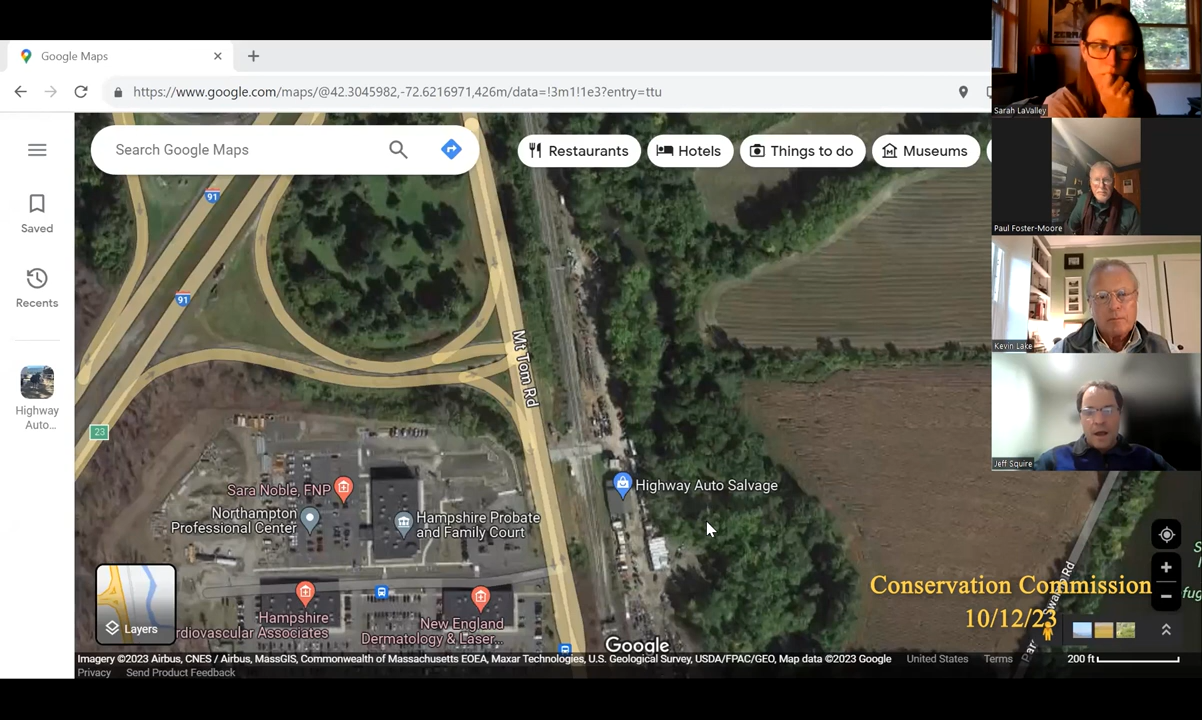 Google Maps
https://www.google.com/maps/@42.3045982,-72.6216971,426m/data=!3m1!1e3?entry=ttu
Search Google Maps
Restaurants
Hotels
Things to do
Museums
Saved
Recents
Highway
Auto...
91
91
23
Mt Tom Rd
Highway Auto Salvage
Sara Noble, FNP
Northampton
Professional Center
Hampshire Probate
and Family Court
Hampshire
rdiovascular Associates
New England
Dermatology & Laser...
Layers
Google
Imagery ©2023 Airbus, CNES / Airbus, MassGIS, Commonwealth of Massachusetts EOEA, Maxar Technologies, U.S. Geological Survey, USDA/FPAC/GEO, Map data ©2023 Google
United States
Terms
Privacy
Send Product Feedback
200 ft
Sarah LaValley
Paul Foster-Moore
Kevin Lake
Jeff Squire
Conservation Commission
10/12/23